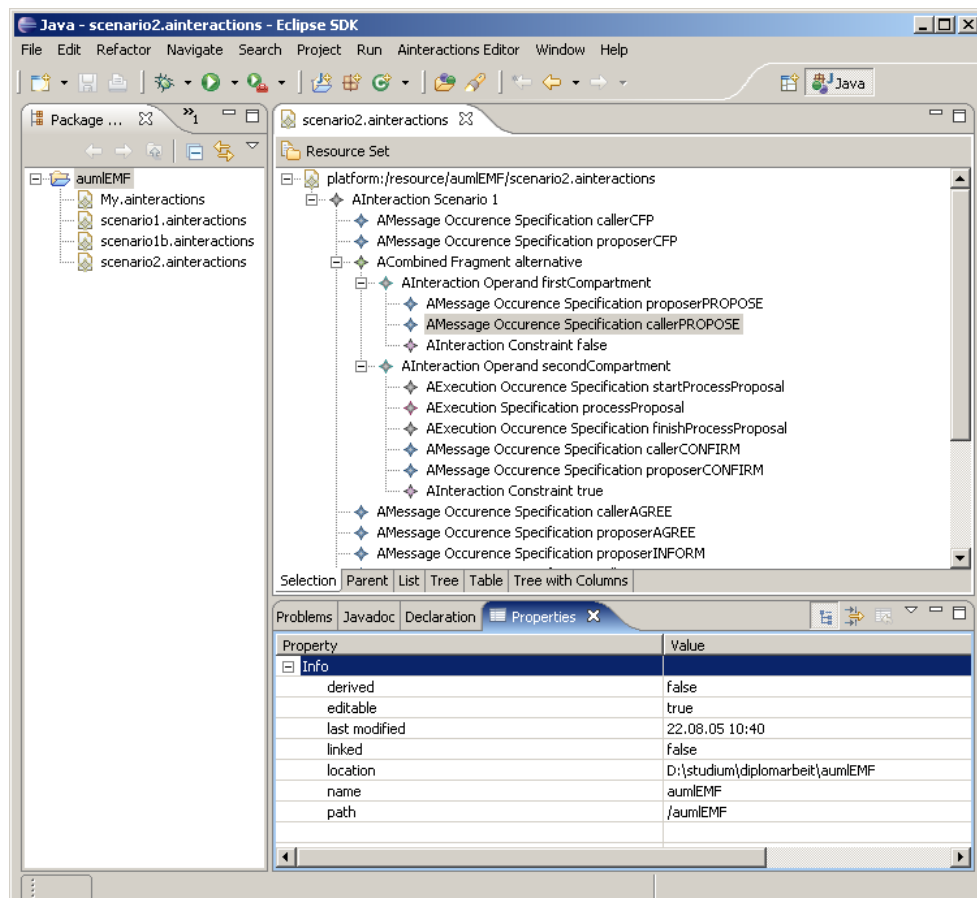 Java - scenario2.ainteractions - Eclipse SDK
File Edit Refactor Navigate Search Project Run Ainteractions Editor Window Help
Java
Package ... »1
scenario2.ainteractions
Resource Set
aumlEMF
My.ainteractions
scenario1.ainteractions
scenario1b.ainteractions
scenario2.ainteractions
platform:/resource/aumlEMF/scenario2.ainteractions
AInteraction Scenario 1
AMessage Occurence Specification callerCFP
AMessage Occurence Specification proposerCFP
ACombined Fragment alternative
AInteraction Operand firstCompartment
AMessage Occurence Specification proposerPROPOSE
AMessage Occurence Specification callerPROPOSE
AInteraction Constraint false
AInteraction Operand secondCompartment
AExecution Occurence Specification startProcessProposal
AExecution Specification processProposal
AExecution Occurence Specification finishProcessProposal
AMessage Occurence Specification callerCONFIRM
AMessage Occurence Specification proposerCONFIRM
AInteraction Constraint true
AMessage Occurence Specification callerAGREE
AMessage Occurence Specification proposerAGREE
AMessage Occurence Specification proposerINFORM
Selection Parent List Tree Table Tree with Columns
Problems Javadoc Declaration Properties
Property Value
Info
derived false
editable true
last modified 22.08.05 10:40
linked false
location D:\studium\diplomarbeit\aumlEMF
name aumlEMF
path /aumlEMF